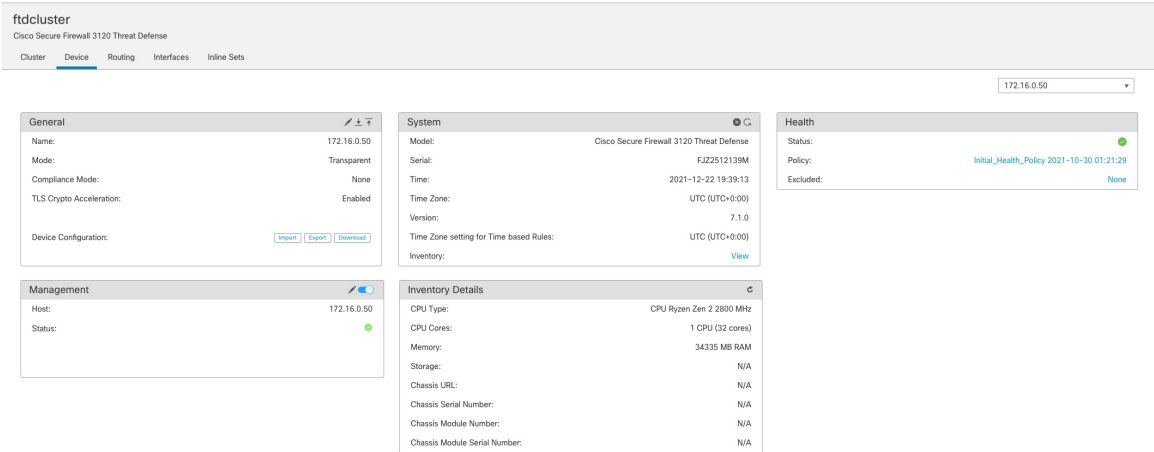 ftdcluster
Cisco Secure Firewall 3120 Threat Defense
Cluster Device Routing Interfaces Inline Sets
172.16.0.50
General
Name: 172.16.0.50
Mode: Transparent
Compliance Mode: None
TLS Crypto Acceleration: Enabled
Device Configuration: Import Export Download
System
Model: Cisco Secure Firewall 3120 Threat Defense
Serial: FJZ2512139M
Time: 2021-12-22 19:39:13
Time Zone: UTC (UTC+0:00)
Version: 7.1.0
Time Zone setting for Time based Rules: UTC (UTC+0:00)
Inventory: View
Health
Status:
Policy: Initial_Health_Policy 2021-10-30 01:21:29
Excluded: None
Management
Host: 172.16.0.50
Status:
Inventory Details
CPU Type: CPU Ryzen Zen 2 2800 MHz
CPU Cores: 1 CPU (32 cores)
Memory: 34335 MB RAM
Storage: N/A
Chassis URL: N/A
Chassis Serial Number: N/A
Chassis Module Number: N/A
Chassis Module Serial Number: N/A